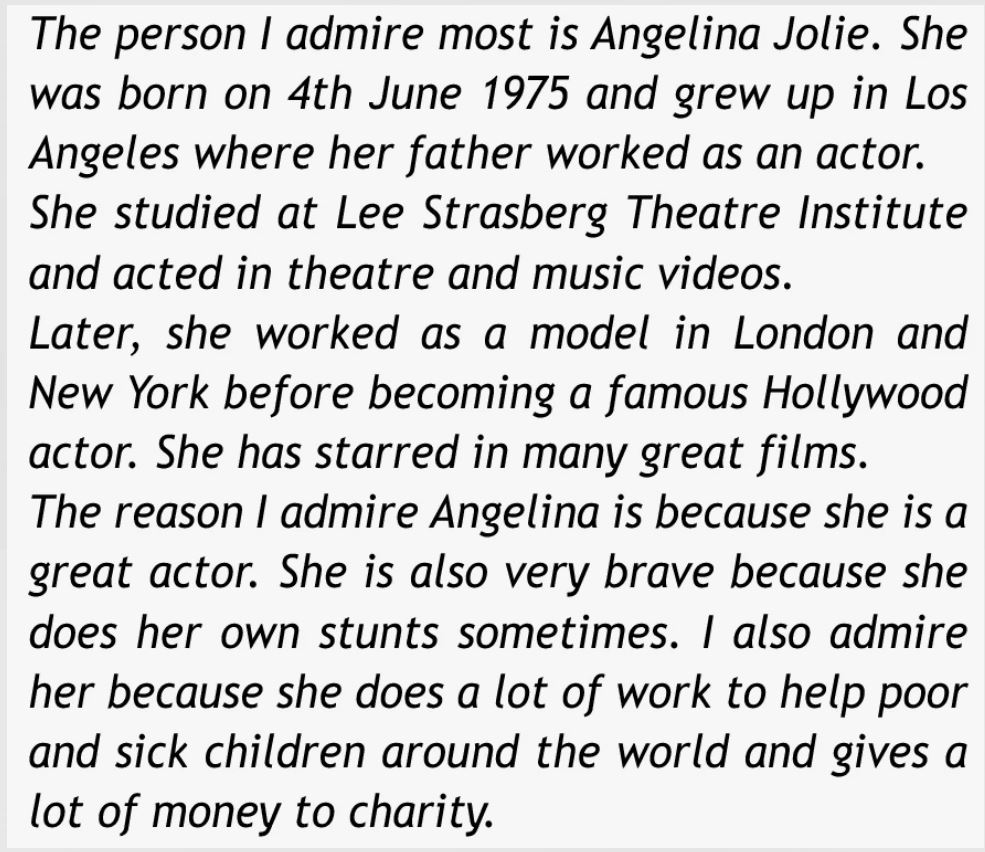 The person I admire most is Angelina Jolie. She
was born on 4th June 1975 and grew up in Los
Angeles where her father worked as an actor.
She studied at Lee Strasberg Theatre Institute
and acted in theatre and music videos.
Later, she worked as a model in London and
New York before becoming a famous Hollywood
actor. She has starred in many great films.
The reason I admire Angelina is because she is a
great actor. She is also very brave because she
does her own stunts sometimes. I also admire
her because she does a lot of work to help poor
and sick children around the world and gives a
lot of money to charity.